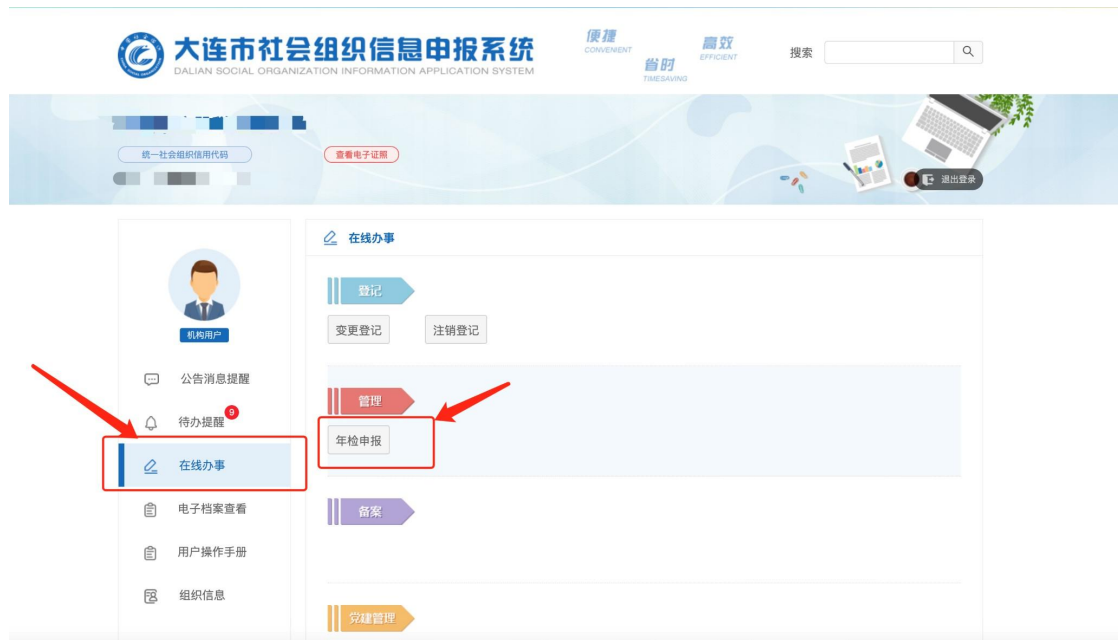 大连市社会组织信息申报系统
DALIAN SOCIAL ORGANIZATION INFORMATION APPLICATION SYSTEM
便捷
CONVENIENT
省时
TIMESAVING
高效
EFFICIENT
搜索
统一社会组织信用代码
查看电子证照
退出登录
机构用户
公告消息提醒
待办提醒 9
在线办事
电子档案查看
用户操作手册
组织信息
在线办事
登记
变更登记 注销登记
管理
年检申报
备案
党建管理